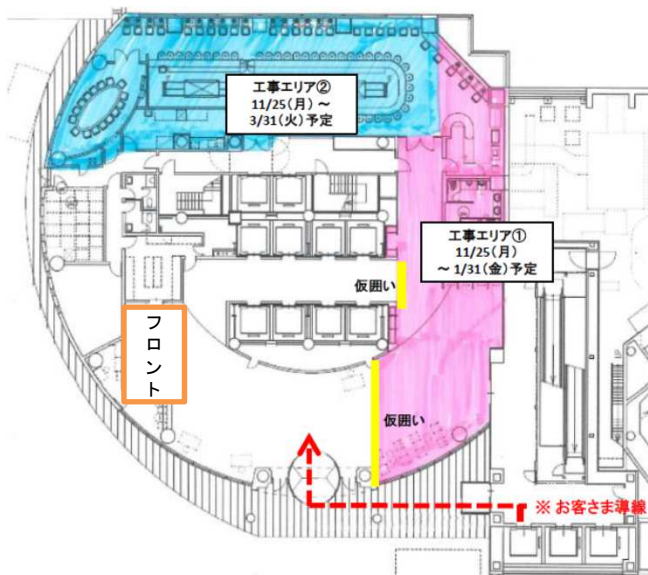 工事エリア②
11/25(月) ～
3/31(火)予定
工事エリア①
11/25(月)
～ 1/31(金)予定
仮囲い
フロント
仮囲い
※ お客さま導線